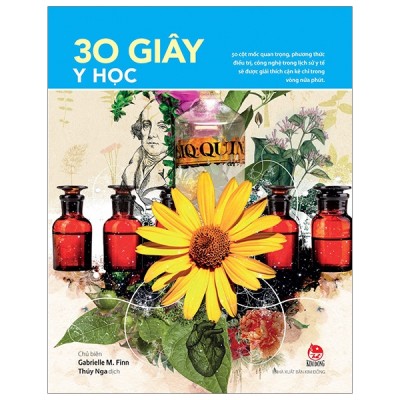 30 GIÂY
Y HỌC
30 cột mốc quan trọng, phương thức
điều trị, công nghệ trong lịch sử y tế
sẽ được giải thích cặn kẽ chỉ trong
vòng nửa phút.
IQ:QUIN
Chủ biên
Gabrielle M. Finn
Thúy Nga dịch
KIM ĐỒNG
NHÀ XUẤT BẢN KIM ĐỒNG